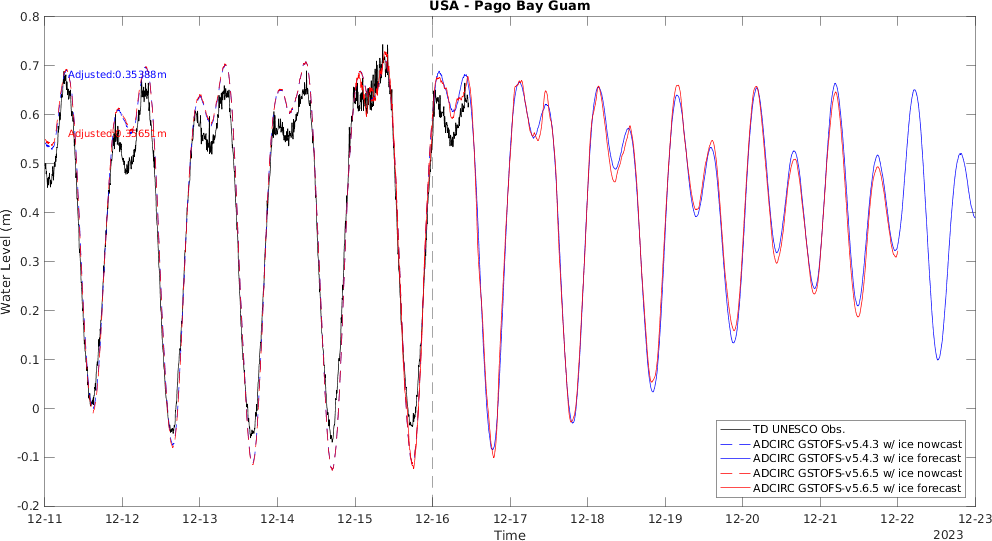 USA - Pago Bay Guam
0.8
0.7
0.6
0.5
0.4
0.3
0.2
0.1
0
-0.1
-0.2
Water Level (m)
Adjusted:0.35388m
TD UNESCO Obs.
ADCIRC GSTOFS-v5.4.3 w/ ice nowcast
ADCIRC GSTOFS-v5.4.3 w/ ice forecast
ADCIRC GSTOFS-v5.6.5 w/ ice nowcast
ADCIRC GSTOFS-v5.6.5 w/ ice forecast
12-11 12-12 12-13 12-14 12-15 12-16 12-17 12-18 12-19 12-20 12-21 12-22 12-23
Time
2023